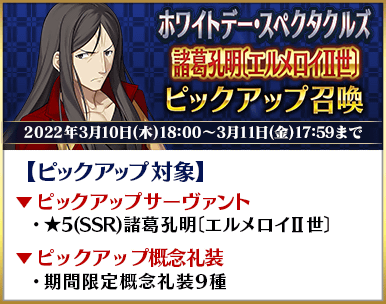 ホワイトデー・スペクタクルズ
諸葛孔明〔エルメロイⅡ世〕
ピックアップ召喚
2022年3月10日(木)18:00～3月11日(金)17:59まで
【ピックアップ対象】
▼ピックアップサーヴァント
・★5(SSR)諸葛孔明〔エルメロイⅡ世〕
▼ピックアップ概念礼装
・期間限定概念礼装9種